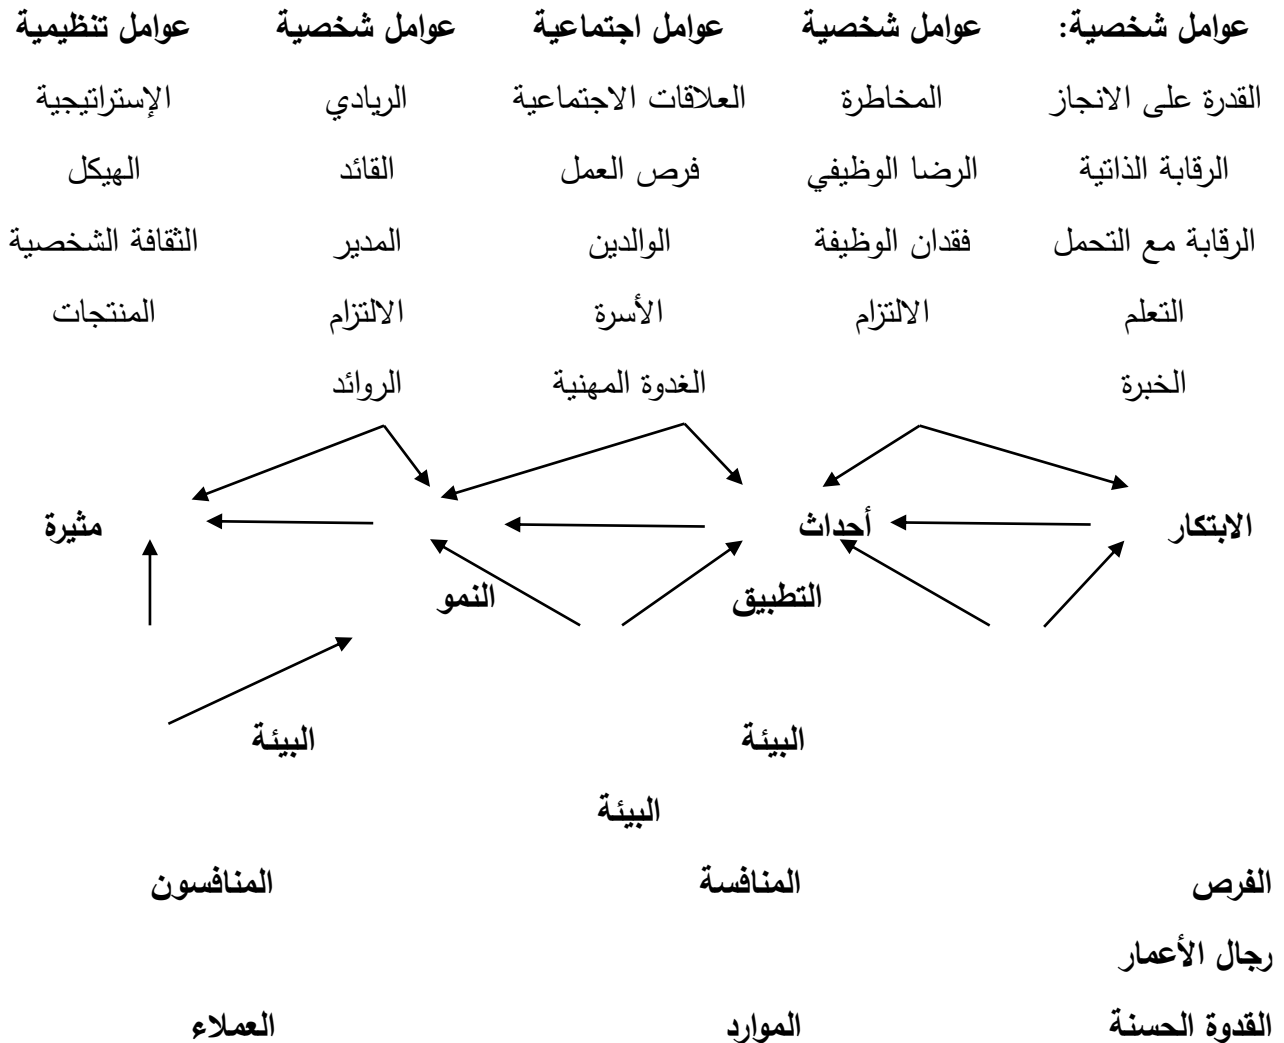 عوامل شخصية: عوامل شخصية عوامل اجتماعية عوامل شخصية عوامل تنظيمية
القدرة على الانجاز المخاطرة العلاقات الاجتماعية الريادي الإستراتيجية
الرقابة الذاتية الرضا الوظيفي فرص العمل القائد الهيكل
الرقابة مع التحمل فقدان الوظيفة الوالدين المدير الثقافة الشخصية
التعلم الالتزام الأسرة الالتزام المنتجات
الخبرة الغدوة المهنية الروائد
الابتكار أحداث مثيرة
التطبيق النمو
البيئة البيئة
البيئة
الفرص المنافسة المنافسون
رجال الأعمار
القدوة الحسنة الموارد العملاء